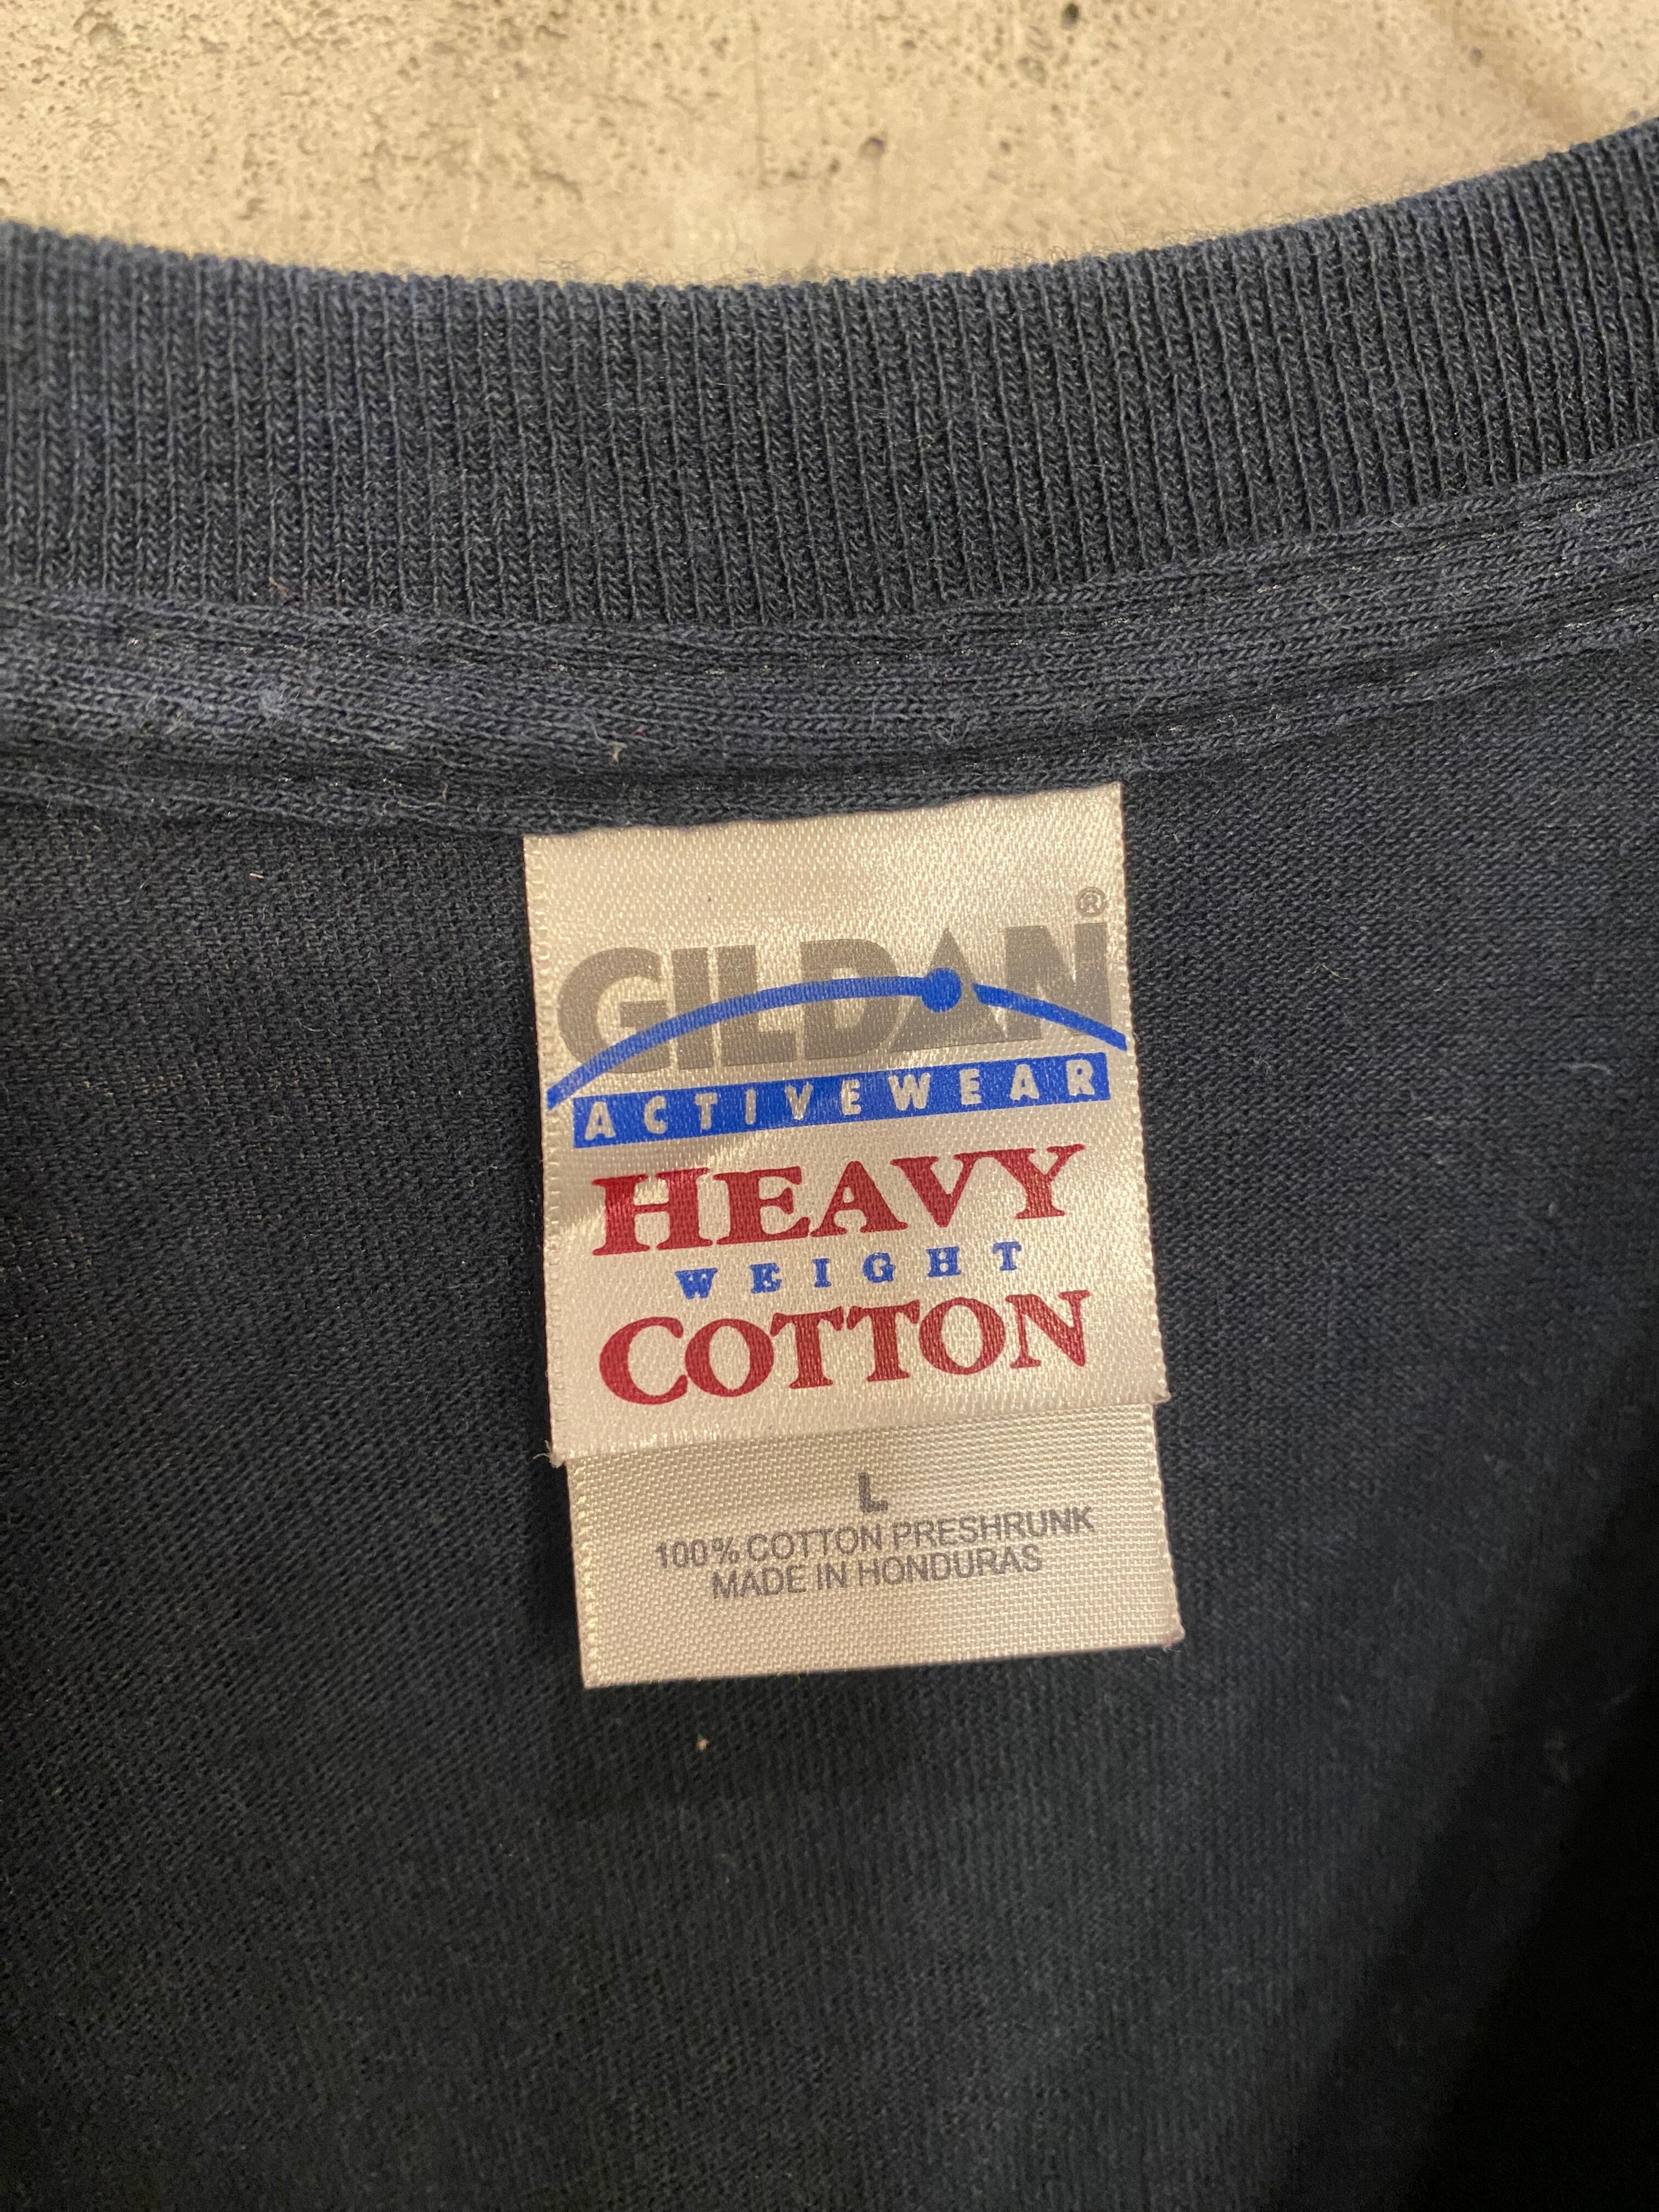 GILDAN®
ACTIVEWEAR
HEAVY
WEIGHT
COTTON
L
100% COTTON PRESHRUNK
MADE IN HONDURAS